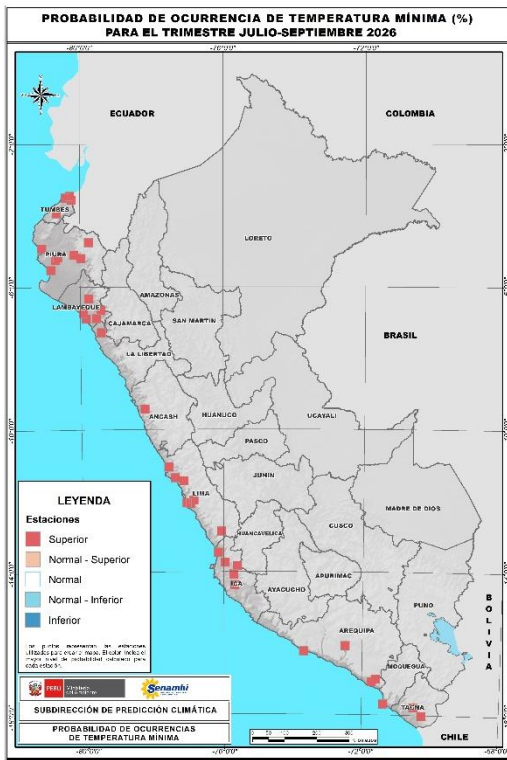 PROBABILIDAD DE OCURRENCIA DE TEMPERATURA MÍNIMA (%)
PARA EL TRIMESTRE JULIO-SEPTIEMBRE 2026
ECUADOR
COLOMBIA
TUMBES
PIURA
LORETO
AMAZONAS
LAMBAYEQUE
CAJAMARCA
SAN MARTIN
BRASIL
LA LIBERTAD
ANCASH
HUANUCO
UCAYALI
PASCO
JUNIN
LIMA
MADRE DE DIOS
HUANCAVELICA
CUSCO
ICA
AYACUCHO
APURIMAC
PUNO
BOLIVIA
AREQUIPA
MOQUEGUA
TACNA
CHILE
LEYENDA
Estaciones
Superior
Normal - Superior
Normal
Normal - Inferior
Inferior
PERÚ
Senamhi
SUBDIRECCIÓN DE PREDICCIÓN CLIMÁTICA
PROBABILIDAD DE OCURRENCIAS
DE TEMPERATURA MÍNIMA